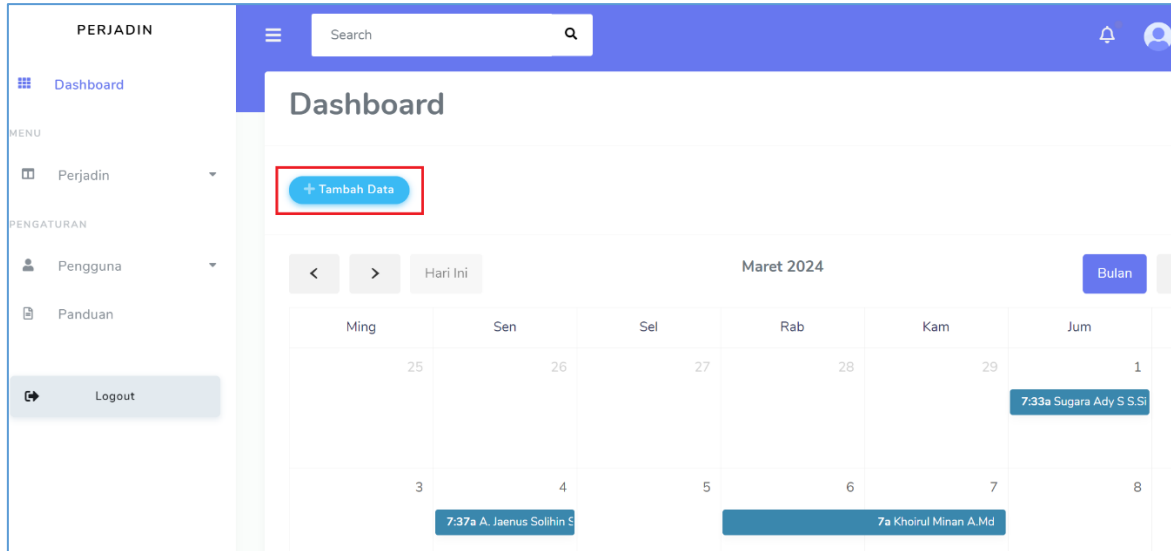 PERJADIN
Search
Dashboard
Dashboard
MENU
Perjadin
+ Tambah Data
PENGATURAN
Pengguna
Panduan
Logout
Hari Ini
Maret 2024
Bulan
Ming Sen Sel Rab Kam Jum
25 26 27 28 29 1
7:33a Sugara Ady S S.Si
3 4 5 6 7 8
7:37a A. Jaenus Solihin S
7a Khoirul Minan A.Md